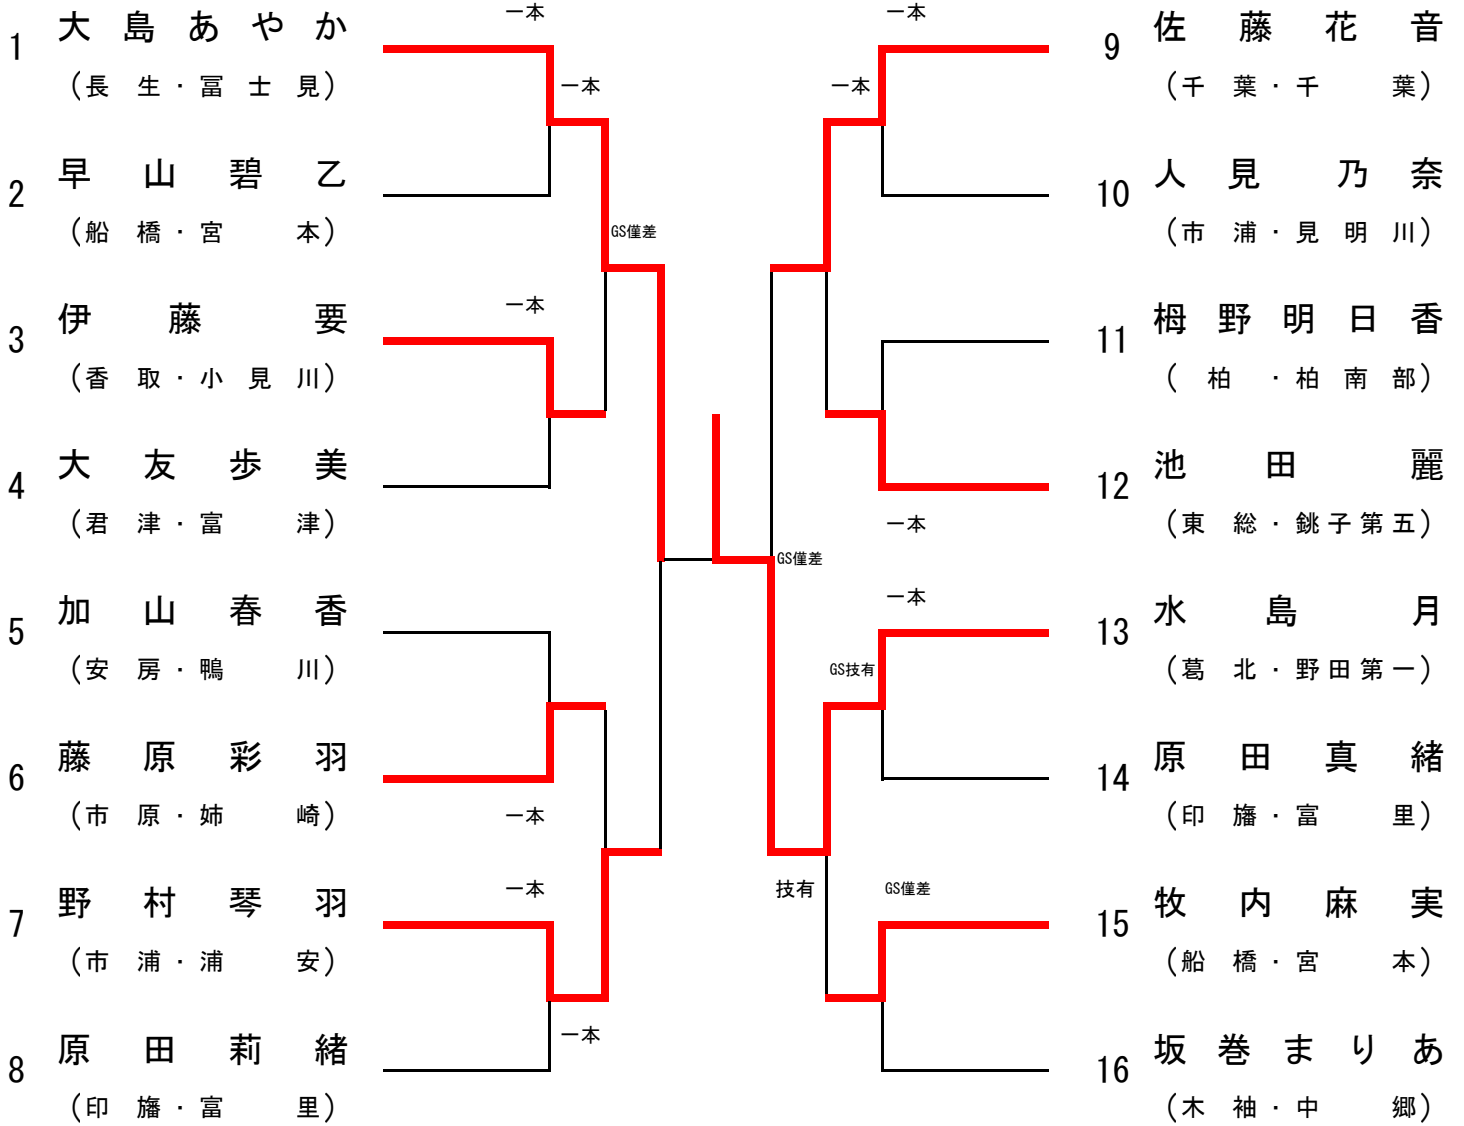 1 大島あやか
(長生・冨士見)
2 早山碧乙
(船橋・宮本)
3 伊藤要
(香取・小見川)
4 大友歩美
(君津・富津)
5 加山春香
(安房・鴨川)
6 藤原彩羽
(市原・姉崎)
7 野村琴羽
(市浦・浦安)
8 原田莉緒
(印旛・富里)
一本
一本
GS僅差
一本
一本
一本
一本
一本
一本
一本
GS僅差
一本
GS技有
技有
GS僅差
9 佐藤花音
(千葉・千葉)
10 人見乃奈
(市浦・見明川)
11 栂野明日香
(柏・柏南部)
12 池田麗
(東総・銚子第五)
13 水島月
(葛北・野田第一)
14 原田真緒
(印旛・富里)
15 牧内麻実
(船橋・宮本)
16 坂巻まりあ
(木袖・中郷)